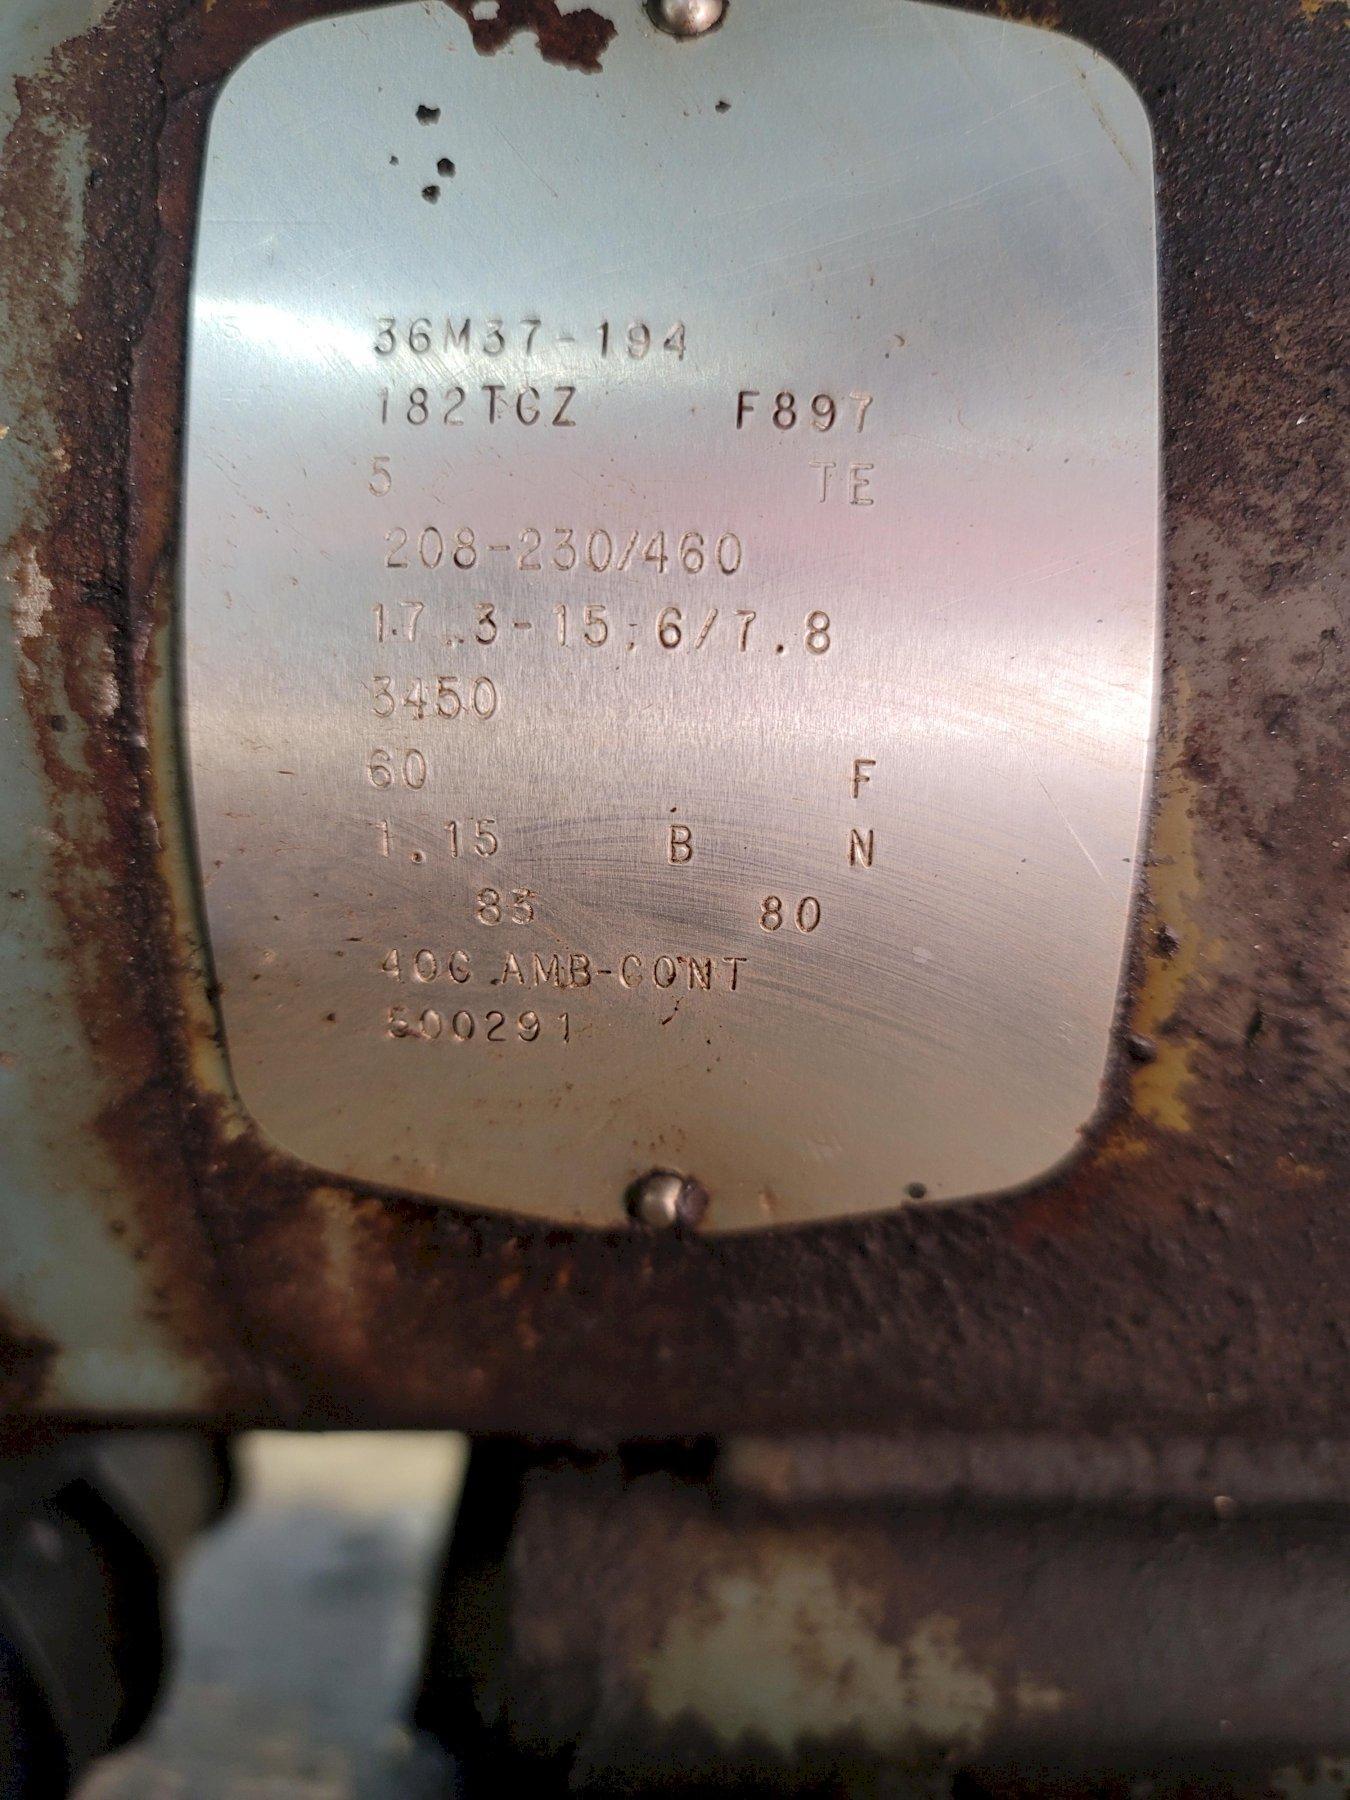 36M37-194
182TCZ F897
5 TE
208-230/460
17.3-15.6/7.8
3450
60 F
1.15 B N
83 80
40C AMB-CONT
500291